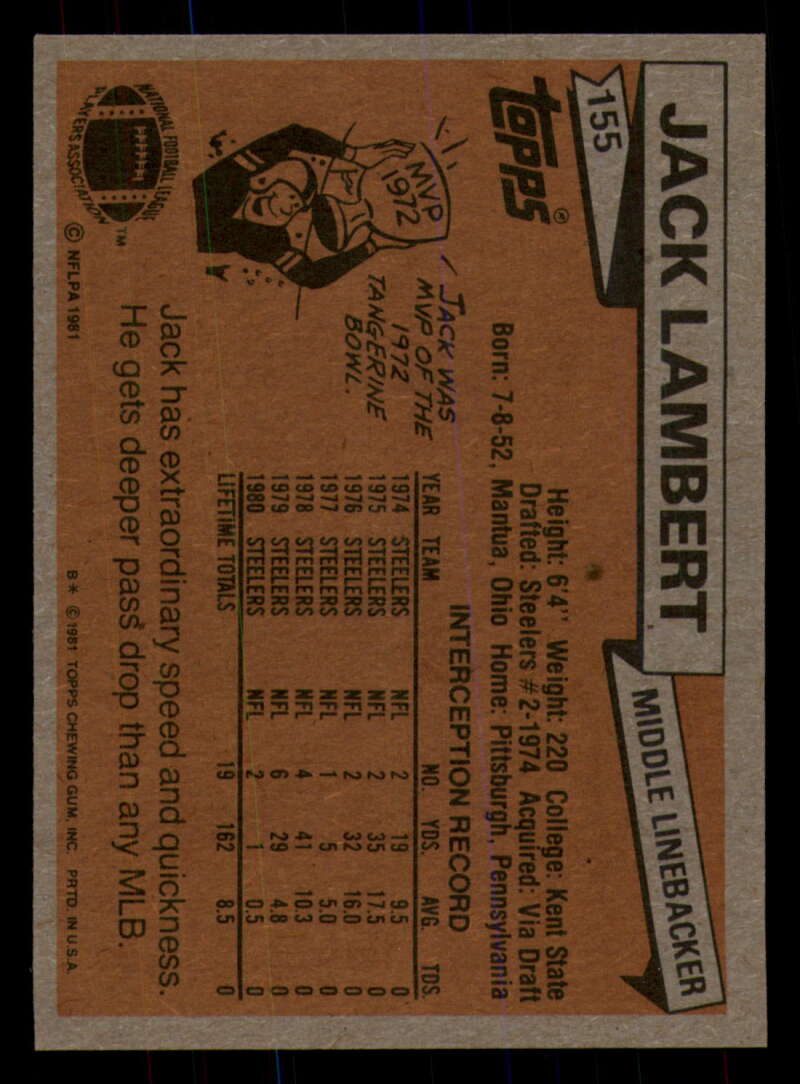 JACK LAMBERT
MIDDLE LINEBACKER
155
Topps®
Height: 6'4" Weight: 220 College: Kent State
Drafted: Steelers #2-1974 Acquired: Via Draft
Born: 7-8-52, Mantua, Ohio Home: Pittsburgh, Pennsylvania
MVP
1972
JACK WAS
MVP OF THE
1972
TANGERINE
BOWL.
INTERCEPTION RECORD
YEAR TEAM NO. YDS. AVG. TDS.
1974 STEELERS NFL 2 19 9.5 0
1975 STEELERS NFL 2 35 17.5 0
1976 STEELERS NFL 2 32 16.0 0
1977 STEELERS NFL 1 5 5.0 0
1978 STEELERS NFL 4 41 10.3 0
1979 STEELERS NFL 6 29 4.8 0
1980 STEELERS NFL 2 1 0.5 0
LIFETIME TOTALS 19 162 8.5 0
Jack has extraordinary speed and quickness.
He gets deeper pass drop than any MLB.
NATIONAL FOOTBALL LEAGUE
PLAYERS ASSOCIATION
™
© NFLPA 1981
B* © 1981 TOPPS CHEWING GUM, INC. PRTD. IN U.S.A.